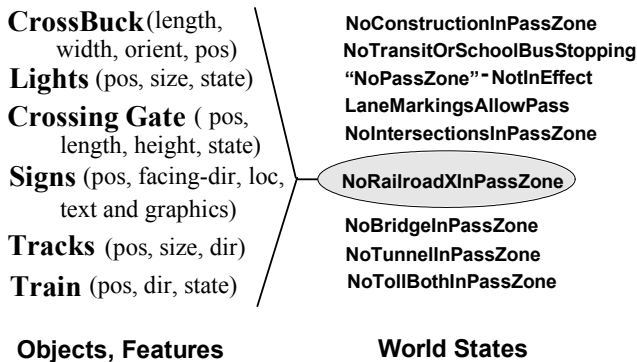 CrossBuck (length,
width, orient, pos)
Lights (pos, size, state)
Crossing Gate ( pos,
length, height, state)
Signs (pos, facing-dir, loc,
text and graphics)
Tracks (pos, size, dir)
Train (pos, dir, state)
Objects, Features
NoConstructionInPassZone
NoTransitOrSchoolBusStopping
“NoPassZone”-NotInEffect
LaneMarkingsAllowPass
NoIntersectionsInPassZone
NoRailroadXInPassZone
NoBridgeInPassZone
NoTunnelInPassZone
NoTollBothInPassZone
World States